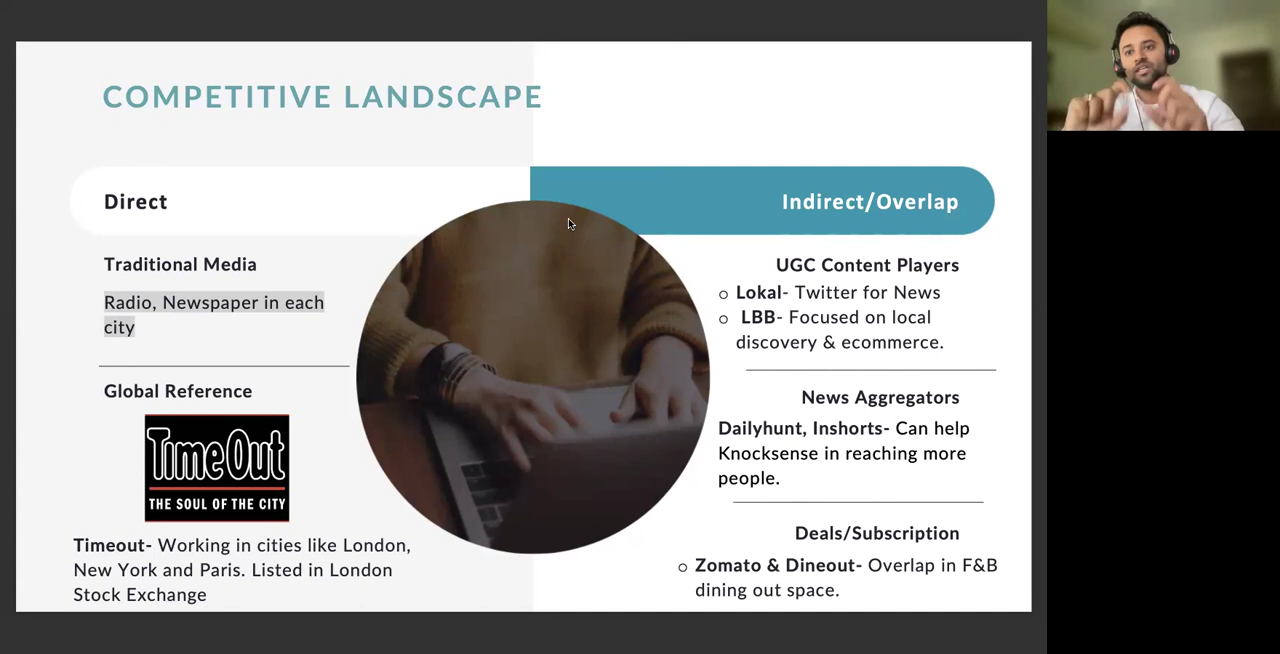 COMPETITIVE LANDSCAPE
Direct
Traditional Media
Radio, Newspaper in each
city
Global Reference
TimeOut
THE SOUL OF THE CITY
Timeout- Working in cities like London,
New York and Paris. Listed in London
Stock Exchange
Indirect/Overlap
UGC Content Players
Lokal- Twitter for News
LBB- Focused on local
discovery & ecommerce.
News Aggregators
Dailyhunt, Inshorts- Can help
Knocksense in reaching more
people.
Deals/Subscription
Zomato & Dineout- Overlap in F&B
dining out space.